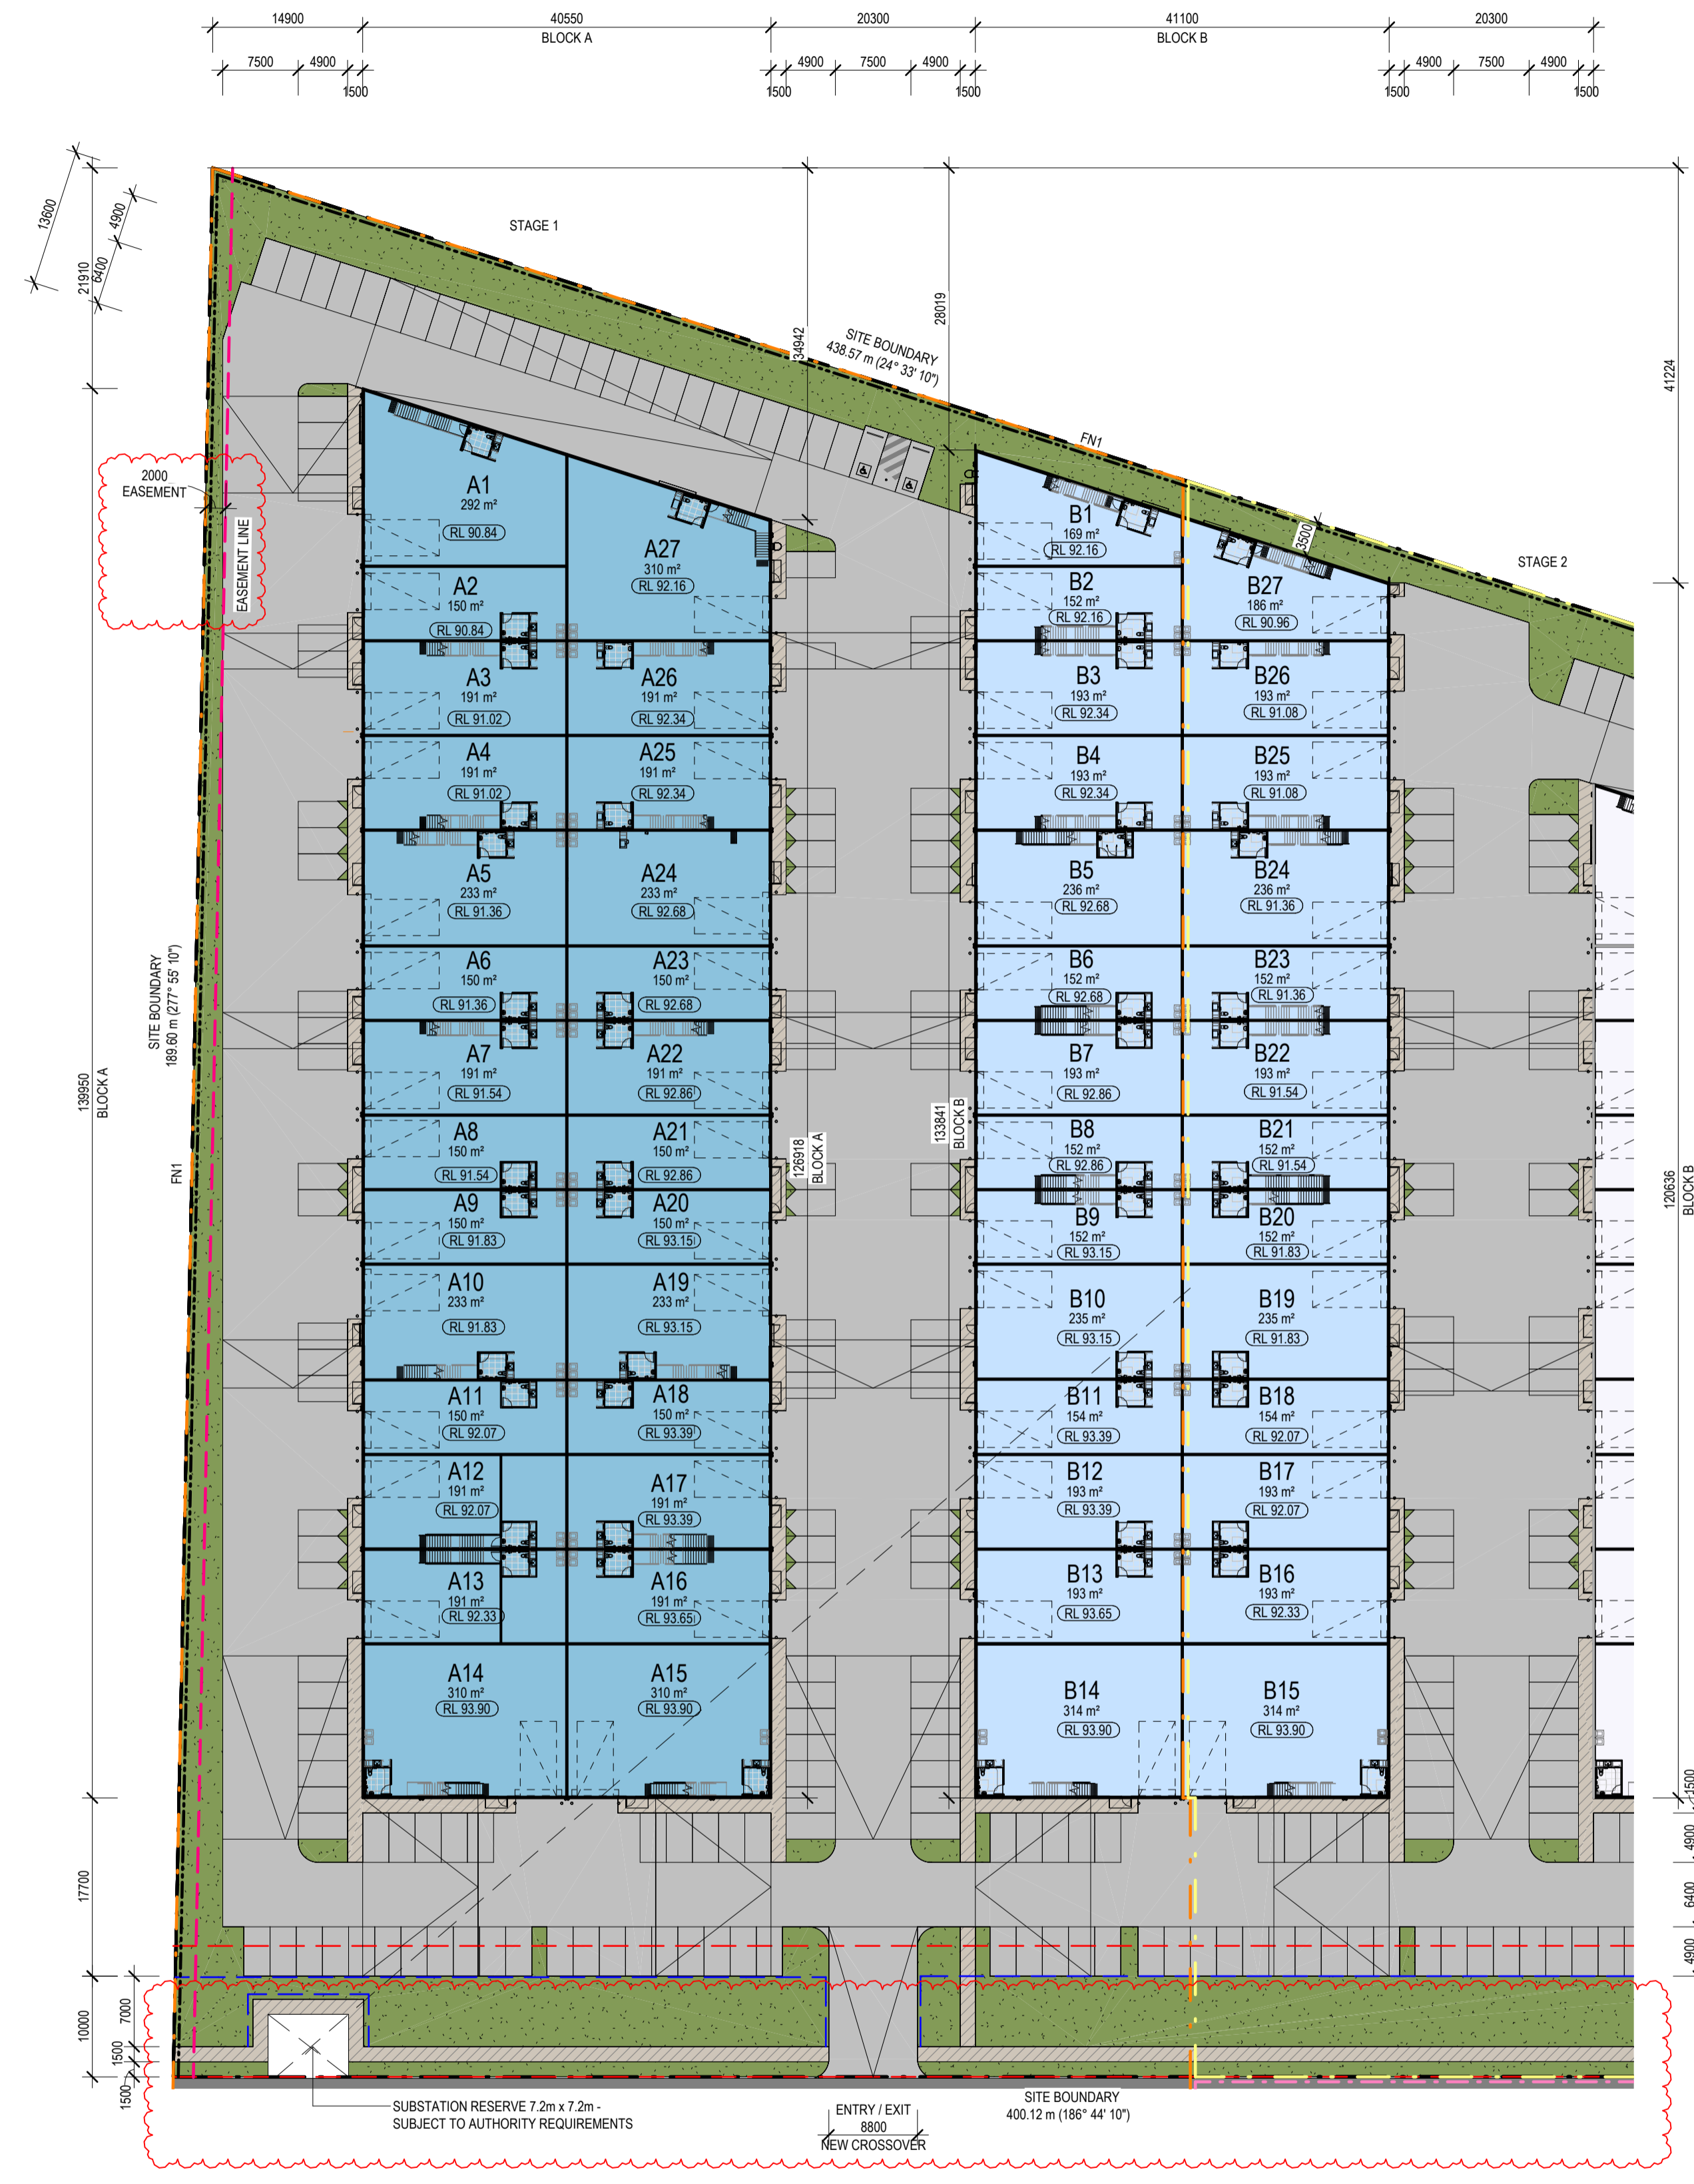 14900
40550
20300
41100
20300
BLOCK A
BLOCK B
7500
4900
4900
7500
4900
4900
7500
4900
1500
1500
1500
1500
1500
13600
4900
6400
21910
STAGE 1
34942
28019
41224
SITE BOUNDARY
438.57 m (24° 33' 10")
FN1
3500
STAGE 2
2000
EASEMENT
EASEMENT LINE
A1
292 m²
RL 90.84
A27
310 m²
RL 92.16
B1
169 m²
RL 92.16
B27
186 m²
RL 90.96
A2
150 m²
RL 90.84
B2
152 m²
RL 92.16
A3
191 m²
RL 91.02
A26
191 m²
RL 92.34
B3
193 m²
RL 92.34
B26
193 m²
RL 91.08
A4
191 m²
RL 91.02
A25
191 m²
RL 92.34
B4
193 m²
RL 92.34
B25
193 m²
RL 91.08
A5
233 m²
RL 91.36
A24
233 m²
RL 92.68
B5
236 m²
RL 92.68
B24
236 m²
RL 91.36
A6
150 m²
RL 91.36
A23
150 m²
RL 92.68
B6
152 m²
RL 92.68
B23
152 m²
RL 91.36
A7
191 m²
RL 91.54
A22
191 m²
RL 92.86
B7
193 m²
RL 92.86
B22
193 m²
RL 91.54
SITE BOUNDARY
189.60 m (277° 55' 10")
FN1
139950
BLOCK A
126918
BLOCK A
133841
BLOCK B
120636
BLOCK B
A8
150 m²
RL 91.54
A21
150 m²
RL 92.86
B8
152 m²
RL 92.86
B21
152 m²
RL 91.54
A9
150 m²
RL 91.83
A20
150 m²
RL 93.15
B9
152 m²
RL 93.15
B20
152 m²
RL 91.83
A10
233 m²
RL 91.83
A19
233 m²
RL 93.15
B10
235 m²
RL 93.15
B19
235 m²
RL 91.83
A11
150 m²
RL 92.07
A18
150 m²
RL 93.39
B11
154 m²
RL 93.39
B18
154 m²
RL 92.07
A12
191 m²
RL 92.07
A17
191 m²
RL 93.39
B12
193 m²
RL 93.39
B17
193 m²
RL 92.07
A13
191 m²
RL 92.33
A16
191 m²
RL 93.65
B13
193 m²
RL 93.65
B16
193 m²
RL 92.33
A14
310 m²
RL 93.90
A15
310 m²
RL 93.90
B14
314 m²
RL 93.90
B15
314 m²
RL 93.90
1500
4900
6400
4900
17700
10000
7000
1500
1500
SUBSTATION RESERVE 7.2m x 7.2m -
SUBJECT TO AUTHORITY REQUIREMENTS
ENTRY / EXIT
8800
NEW CROSSOVER
SITE BOUNDARY
400.12 m (186° 44' 10")